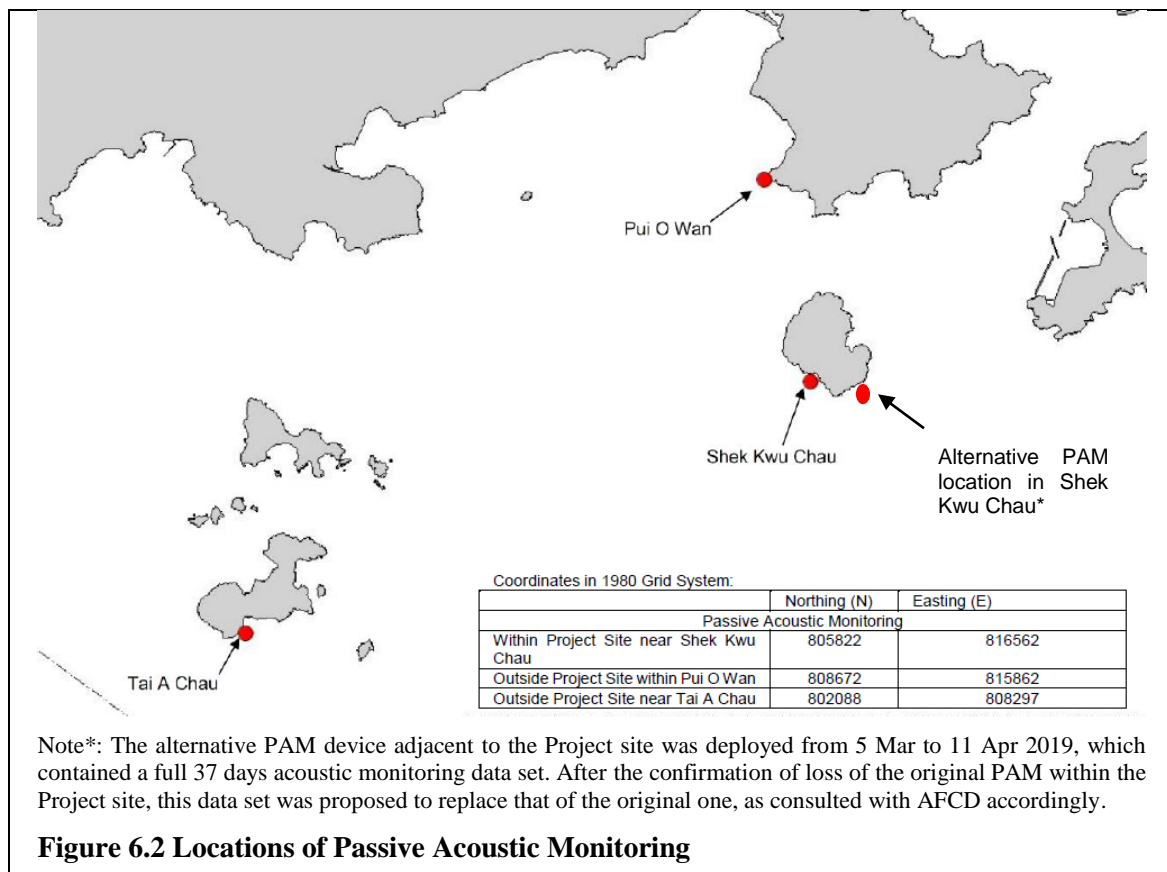 Pui O Wan
Shek Kwu Chau
Alternative PAM
location in Shek
Kwu Chau*
Tai A Chau
Coordinates in 1980 Grid System:
Northing (N) Easting (E)
Passive Acoustic Monitoring
Within Project Site near Shek Kwu 805822 816562
Chau
Outside Project Site within Pui O Wan 808672 815862
Outside Project Site near Tai A Chau 802088 808297
Note*: The alternative PAM device adjacent to the Project site was deployed from 5 Mar to 11 Apr 2019, which
contained a full 37 days acoustic monitoring data set. After the confirmation of loss of the original PAM within the
Project site, this data set was proposed to replace that of the original one, as consulted with AFCD accordingly.
Figure 6.2 Locations of Passive Acoustic Monitoring